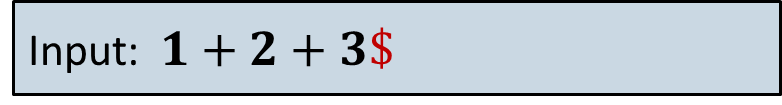 Input: 1 + 2 + 3$